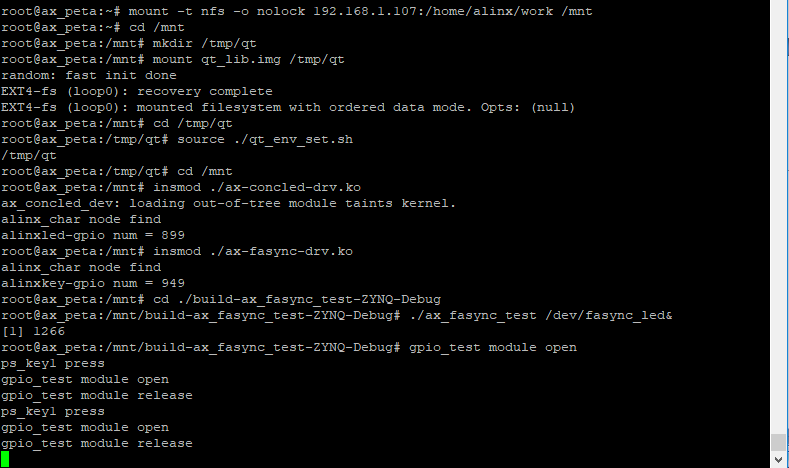 root@ax_peta:~# mount -t nfs -o nolock 192.168.1.107:/home/alinx/work /mnt
root@ax_peta:~# cd /mnt
root@ax_peta:/mnt# mkdir /tmp/qt
root@ax_peta:/mnt# mount qt_lib.img /tmp/qt
random: fast init done
EXT4-fs (loop0): recovery complete
EXT4-fs (loop0): mounted filesystem with ordered data mode. Opts: (null)
root@ax_peta:/mnt# cd /tmp/qt
root@ax_peta:/tmp/qt# source ./qt_env_set.sh
/tmp/qt
root@ax_peta:/tmp/qt# cd /mnt
root@ax_peta:/mnt# insmod ./ax-concled-drv.ko
ax_concled_dev: loading out-of-tree module taints kernel.
alinx_char node find
alinxled-gpio num = 899
root@ax_peta:/mnt# insmod ./ax-fasync-drv.ko
alinx_char node find
alinxkey-gpio num = 949
root@ax_peta:/mnt# cd ./build-ax_fasync_test-ZYNQ-Debug
root@ax_peta:/mnt/build-ax_fasync_test-ZYNQ-Debug# ./ax_fasync_test /dev/fasync_led&
[1] 1266
root@ax_peta:/mnt/build-ax_fasync_test-ZYNQ-Debug# gpio_test module open
ps_key1 press
gpio_test module open
gpio_test module release
ps_key1 press
gpio_test module open
gpio_test module release